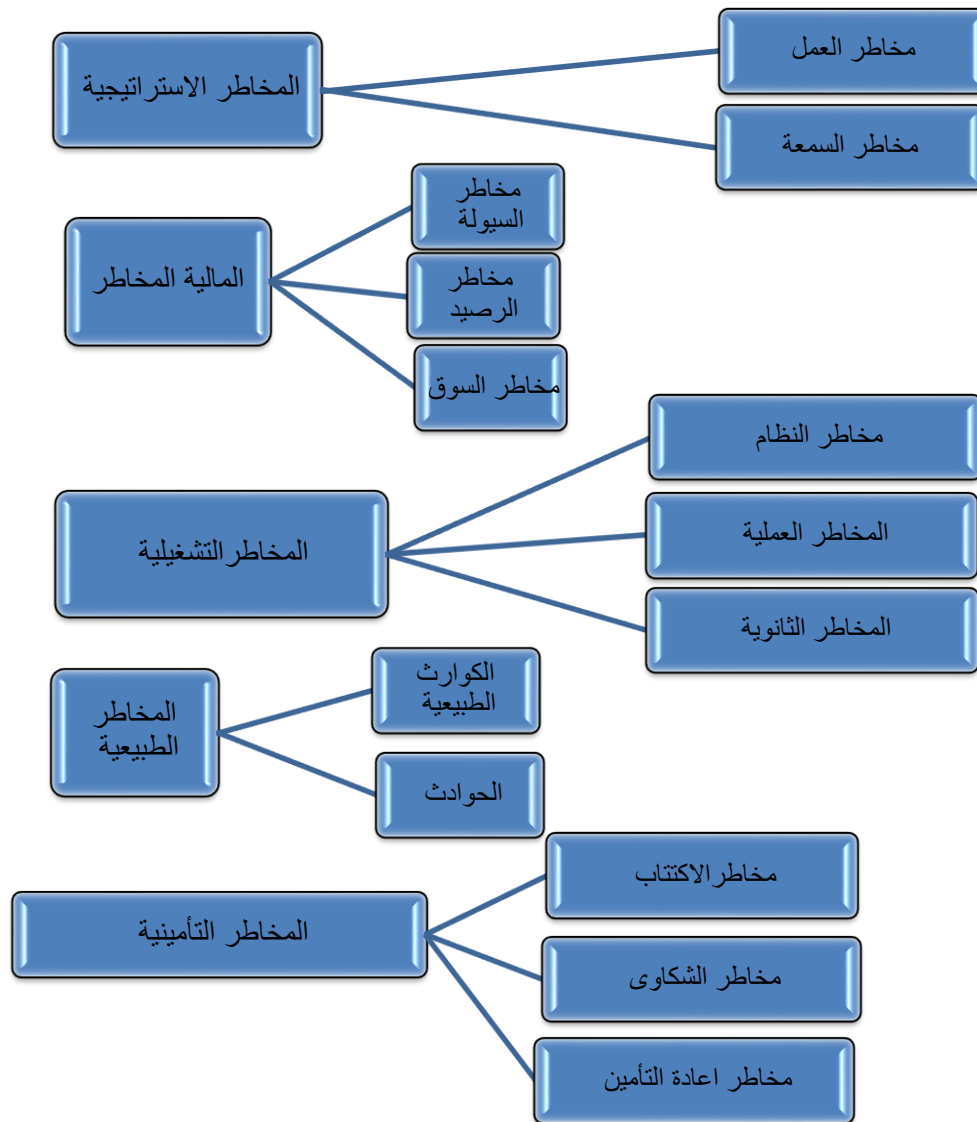 المخاطر الاستراتيجية
مخاطر العمل
مخاطر السمعة
المالية المخاطر
مخاطر
السيولة
مخاطر
الرصيد
مخاطر السوق
المخاطرالتشغيلية
مخاطر النظام
المخاطر العملية
المخاطر الثانوية
المخاطر
الطبيعية
الكوارث
الطبيعية
الحوادث
المخاطر التأمينية
مخاطرالاكتتاب
مخاطر الشكاوى
مخاطر اعادة التأمين